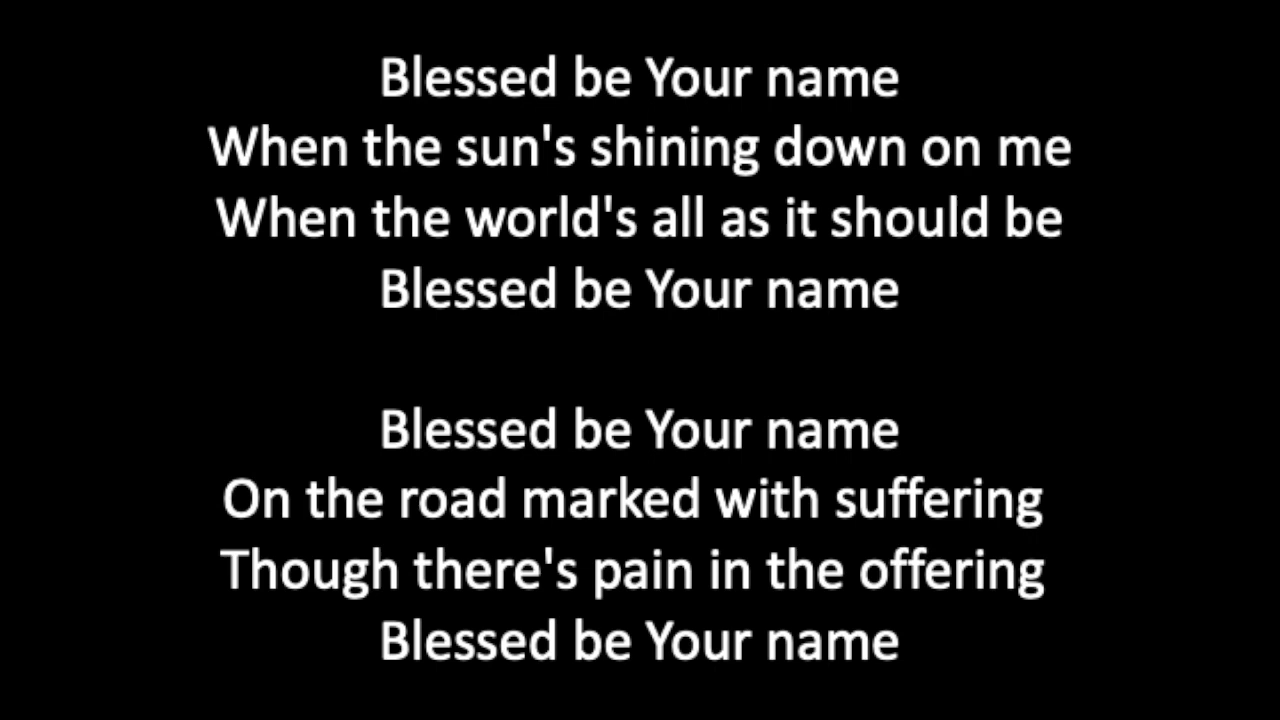 Blessed be Your name
When the sun's shining down on me
When the world's all as it should be
Blessed be Your name
Blessed be Your name
On the road marked with suffering
Though there's pain in the offering
Blessed be Your name